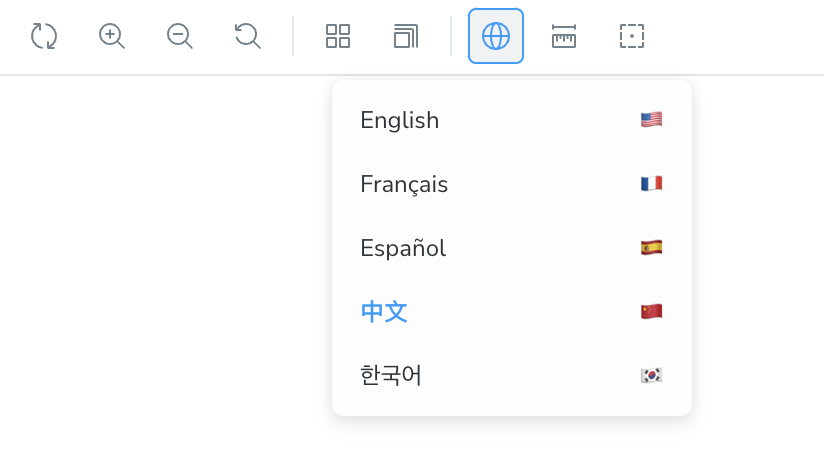 English
Français
Español
中文
한국어